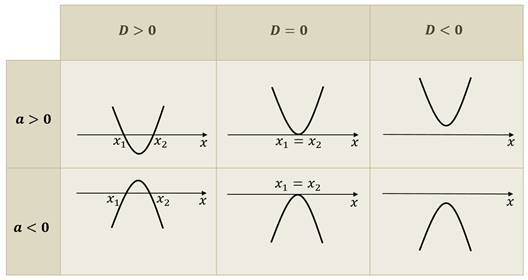 D > 0 D = 0 D < 0
a > 0
x₁ x₂ x
x₁ = x₂ x
x
a < 0
x₁ x₂ x
x₁ = x₂
x
x